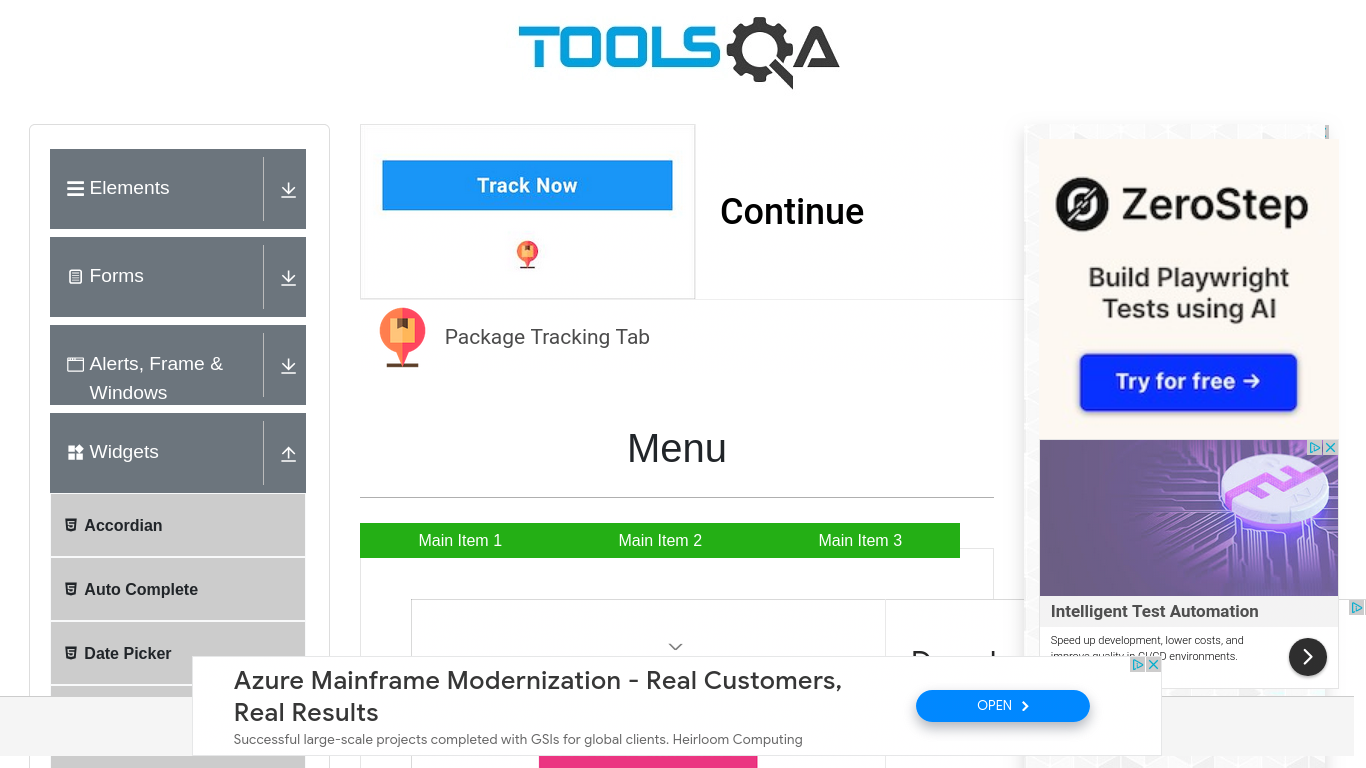 TOOLSQA
Elements
Forms
Alerts, Frame &
Windows
Widgets
Accordian
Auto Complete
Date Picker
Track Now
Continue
Package Tracking Tab
Menu
Main Item 1
Main Item 2
Main Item 3
ZeroStep
Build Playwright
Tests using AI
Try for free →
Intelligent Test Automation
Speed up development, lower costs, and
improve quality in CI/CD environments.
Azure Mainframe Modernization - Real Customers,
Real Results
Successful large-scale projects completed with GSIs for global clients. Heirloom Computing
OPEN